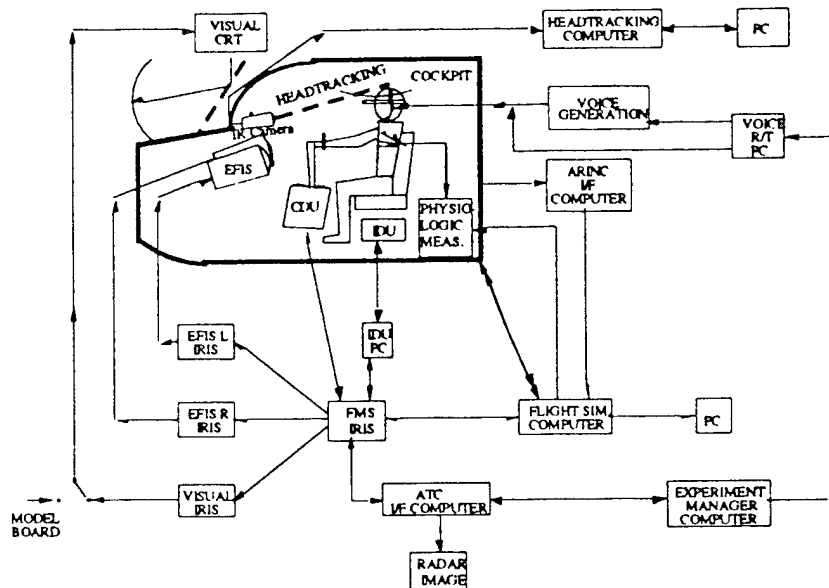 VISUAL
CRT
HEADTRACKING
COMPUTER
PC
HEADTRACKING
COCKPIT
IR Camera
VOICE
GENERATION
VOICE
R/T
PC
EFIS
ARINC
I/F
COMPUTER
CDU
IDU
PHYSIO-
LOGIC
MEAS.
EFIS L
IRIS
IDU
PC
EFIS R
IRIS
FMS
IRIS
FLIGHT SIM
COMPUTER
PC
MODEL
BOARD
VISUAL
IRIS
ATC
I/F COMPUTER
EXPERIMENT
MANAGER
COMPUTER
RADAR
IMAGE